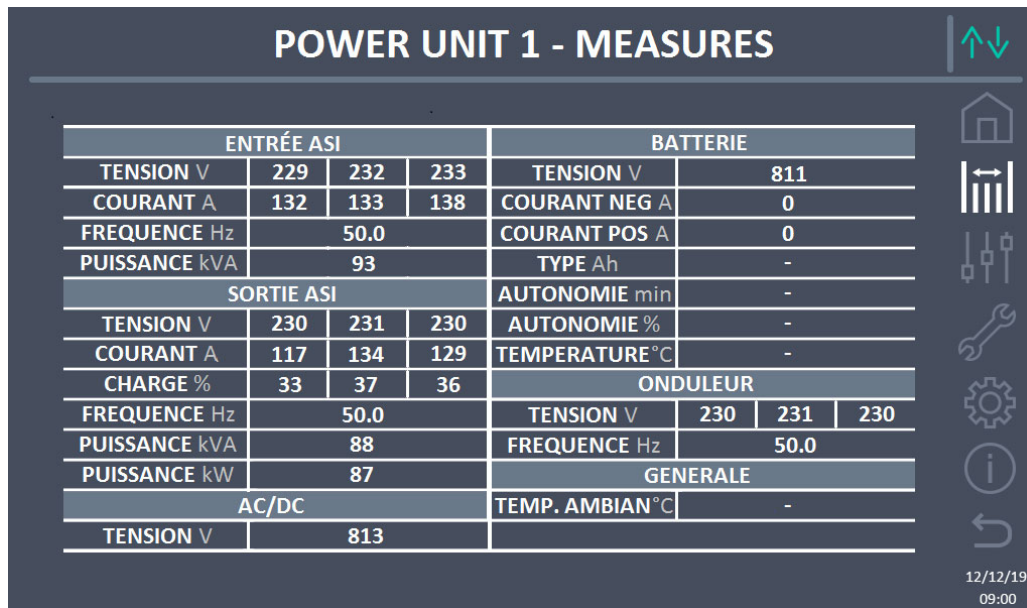 POWER UNIT 1 - MEASURES
ENTRÉE ASI
TENSION V 229 232 233
COURANT A 132 133 138
FREQUENCE Hz 50.0
PUISSANCE kVA 93
SORTIE ASI
TENSION V 230 231 230
COURANT A 117 134 129
CHARGE % 33 37 36
FREQUENCE Hz 50.0
PUISSANCE kVA 88
PUISSANCE kW 87
AC/DC
TENSION V 813
BATTERIE
TENSION V 811
COURANT NEG A 0
COURANT POS A 0
TYPE Ah -
AUTONOMIE min -
AUTONOMIE % -
TEMPERATURE°C -
ONDULEUR
TENSION V 230 231 230
FREQUENCE Hz 50.0
GENERALE
TEMP. AMBIAN°C -
12/12/19
09:00